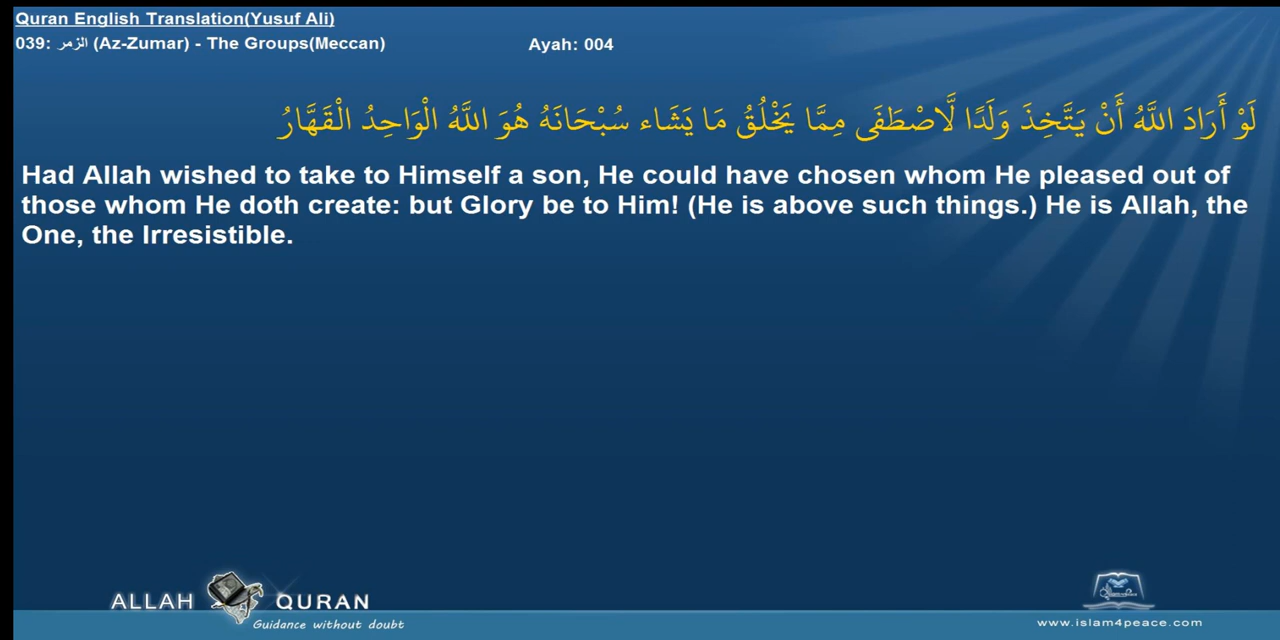 Quran English Translation(Yusuf Ali)
039: الزمر (Az-Zumar) - The Groups(Meccan) Ayah: 004
لَوْ أَرَادَ اللَّهُ أَنْ يَتَّخِذَ وَلَدًا لَّاصْطَفَى مِمَّا يَخْلُقُ مَا يَشَاء سُبْحَانَهُ هُوَ اللَّهُ الْوَاحِدُ الْقَهَّارُ
Had Allah wished to take to Himself a son, He could have chosen whom He pleased out of
those whom He doth create: but Glory be to Him! (He is above such things.) He is Allah, the
One, the Irresistible.
ALLAH QURAN
Guidance without doubt
www.islam4peace.com